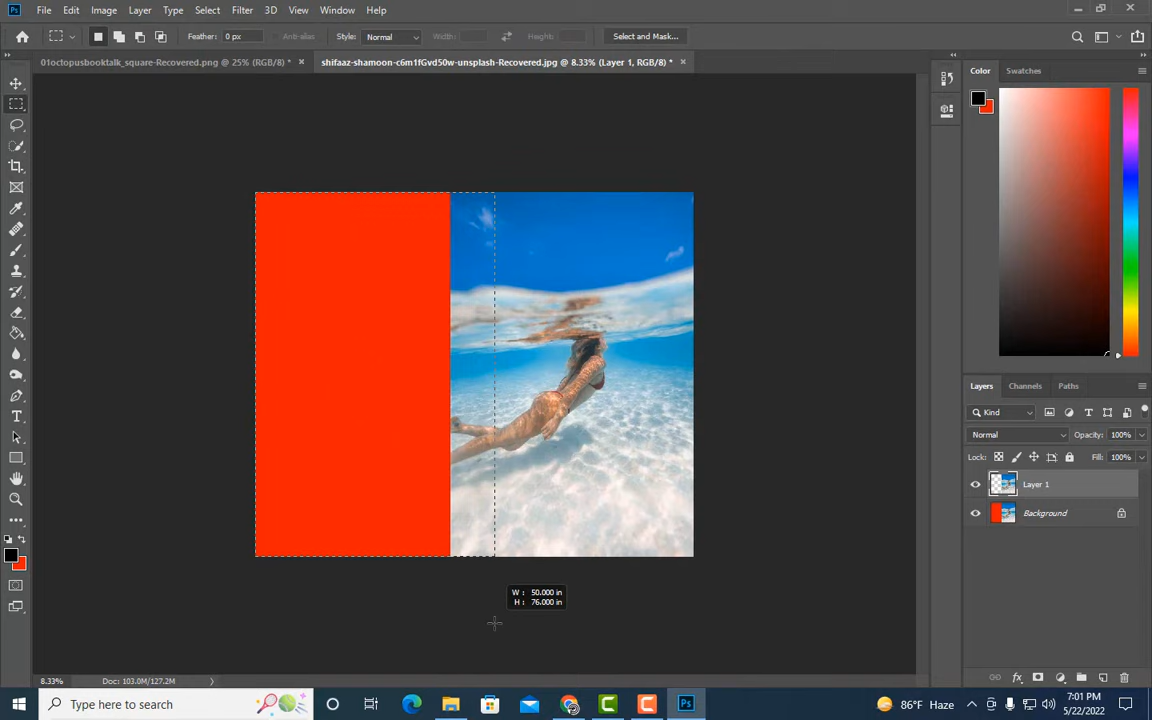 Ps File Edit Image Layer Type Select Filter 3D View Window Help
Feather: 0 px Anti-alias Style: Normal Width: Height: Select and Mask...
01octopusbooktalk_square-Recovered.png @ 25% (RGB/8) * × shifaaz-shamoon-c6m1fGvd50w-unsplash-Recovered.jpg @ 8.33% (Layer 1, RGB/8) * ×
Color Swatches
Layers Channels Paths
Kind
Normal Opacity: 100%
Lock: Fill: 100%
Layer 1
Background
fx
W: 50.000 in
H: 76.000 in
8.33% Doc: 103.0M/127.2M
Type here to search
Ps
86°F Haze
7:01 PM
5/22/2022